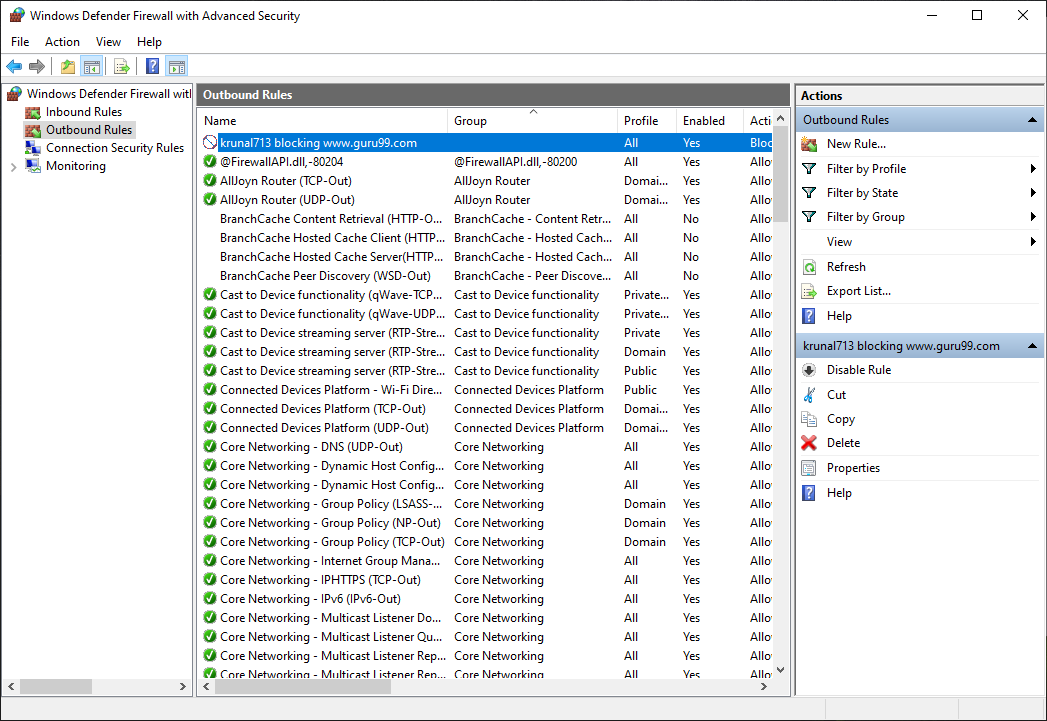 Windows Defender Firewall with Advanced Security
File Action View Help
Windows Defender Firewall wit
Inbound Rules
Outbound Rules
Connection Security Rules
Monitoring
Outbound Rules
Name Group Profile Enabled Acti
krunal713 blocking www.guru99.com All Yes Bloc
@FirewallAPI.dll,-80204 @FirewallAPI.dll,-80200 All Yes Allo
AllJoyn Router (TCP-Out) AllJoyn Router Domai... Yes Allo
AllJoyn Router (UDP-Out) AllJoyn Router Domai... Yes Allo
BranchCache Content Retrieval (HTTP-O... BranchCache - Content Retr... All No Allo
BranchCache Hosted Cache Client (HTTP... BranchCache - Hosted Cach... All No Allo
BranchCache Hosted Cache Server(HTTP... BranchCache - Hosted Cach... All No Allo
BranchCache Peer Discovery (WSD-Out) BranchCache - Peer Discove... All No Allo
Cast to Device functionality (qWave-TCP... Cast to Device functionality Private... Yes Allo
Cast to Device functionality (qWave-UDP... Cast to Device functionality Private... Yes Allo
Cast to Device streaming server (RTP-Stre... Cast to Device functionality Private Yes Allo
Cast to Device streaming server (RTP-Stre... Cast to Device functionality Domain Yes Allo
Cast to Device streaming server (RTP-Stre... Cast to Device functionality Public Yes Allo
Connected Devices Platform - Wi-Fi Dire... Connected Devices Platform Public Yes Allo
Connected Devices Platform (TCP-Out) Connected Devices Platform Domai... Yes Allo
Connected Devices Platform (UDP-Out) Connected Devices Platform Domai... Yes Allo
Core Networking - DNS (UDP-Out) Core Networking All Yes Allo
Core Networking - Dynamic Host Config... Core Networking All Yes Allo
Core Networking - Dynamic Host Config... Core Networking All Yes Allo
Core Networking - Group Policy (LSASS-... Core Networking Domain Yes Allo
Core Networking - Group Policy (NP-Out) Core Networking Domain Yes Allo
Core Networking - Group Policy (TCP-Out) Core Networking Domain Yes Allo
Core Networking - Internet Group Mana... Core Networking All Yes Allo
Core Networking - IPHTTPS (TCP-Out) Core Networking All Yes Allo
Core Networking - IPv6 (IPv6-Out) Core Networking All Yes Allo
Core Networking - Multicast Listener Do... Core Networking All Yes Allo
Core Networking - Multicast Listener Qu... Core Networking All Yes Allo
Core Networking - Multicast Listener Rep... Core Networking All Yes Allo
Core Networking - Multicast Listener Rep... Core Networking All Yes Allo
Actions
Outbound Rules
New Rule...
Filter by Profile
Filter by State
Filter by Group
View
Refresh
Export List...
Help
krunal713 blocking www.guru99.com
Disable Rule
Cut
Copy
Delete
Properties
Help